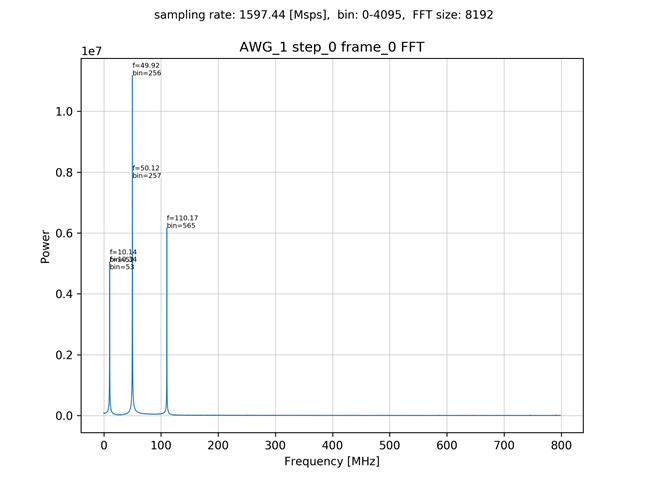 sampling rate: 1597.44 [Msps],  bin: 0-4095,  FFT size: 8192
AWG_1 step_0 frame_0 FFT
1e7
f=49.92
bin=256
1.0
f=50.12
bin=257
0.8
f=110.17
bin=565
0.6
f=10.14
bin=53
0.4
0.2
0.0
Power
0 100 200 300 400 500 600 700 800
Frequency [MHz]